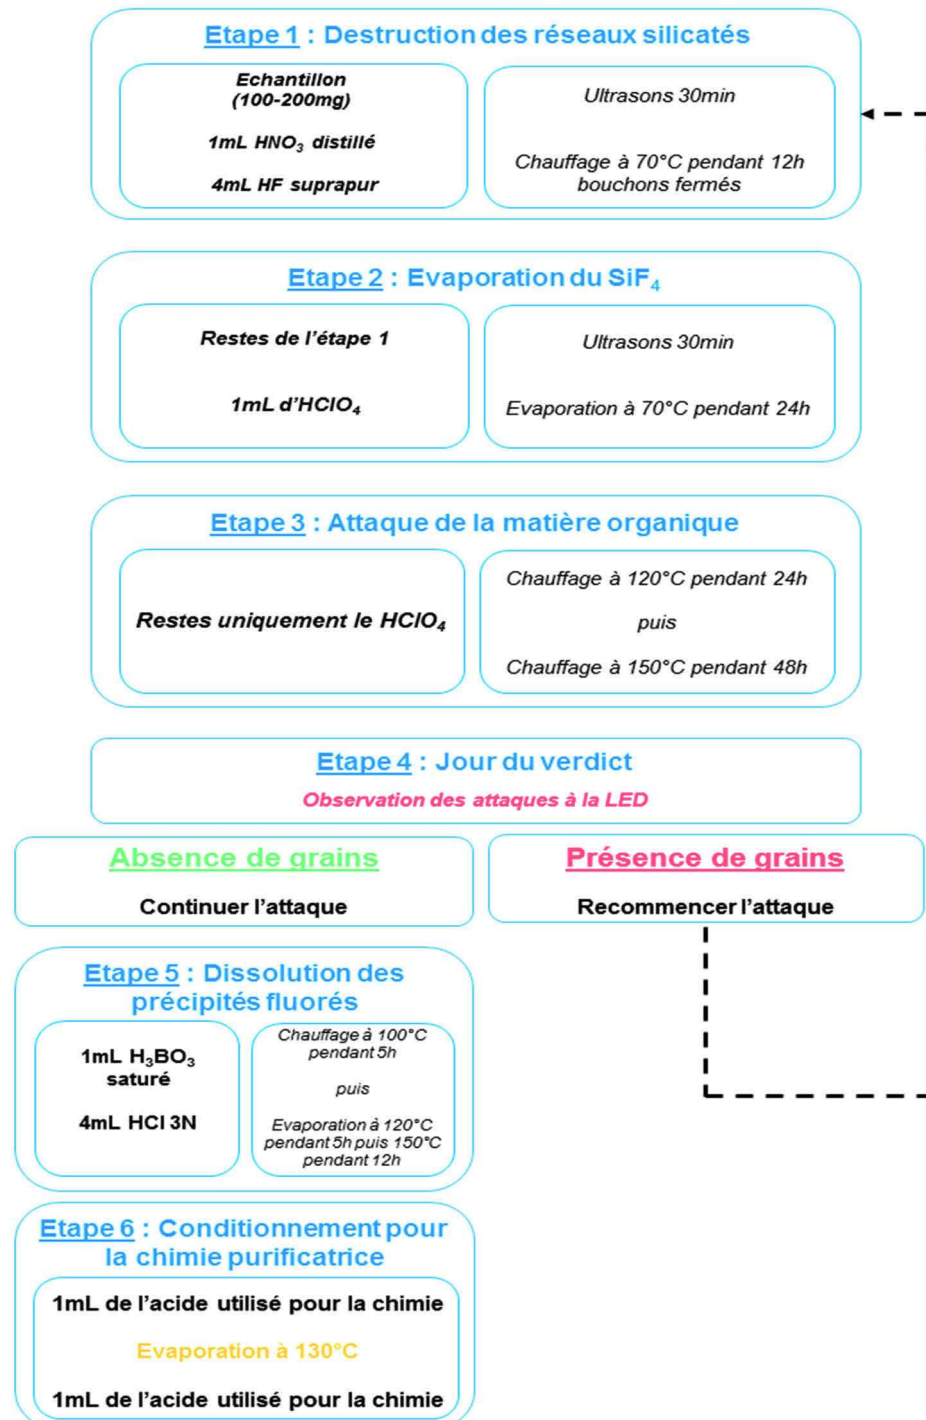 Etape 1 : Destruction des réseaux silicatés
Echantillon
(100-200mg)
1mL HNO₃ distillé
4mL HF suprapur
Ultrasons 30min
Chauffage à 70°C pendant 12h
bouchons fermés
Etape 2 : Evaporation du SiF₄
Restes de l'étape 1
1mL d'HClO₄
Ultrasons 30min
Evaporation à 70°C pendant 24h
Etape 3 : Attaque de la matière organique
Restes uniquement le HClO₄
Chauffage à 120°C pendant 24h
puis
Chauffage à 150°C pendant 48h
Etape 4 : Jour du verdict
Observation des attaques à la LED
Absence de grains
Continuer l'attaque
Présence de grains
Recommencer l'attaque
Etape 5 : Dissolution des
précipités fluorés
1mL H₃BO₃
saturé
4mL HCl 3N
Chauffage à 100°C
pendant 5h
puis
Evaporation à 120°C
pendant 5h puis 150°C
pendant 12h
Etape 6 : Conditionnement pour
la chimie purificatrice
1mL de l'acide utilisé pour la chimie
Evaporation à 130°C
1mL de l'acide utilisé pour la chimie